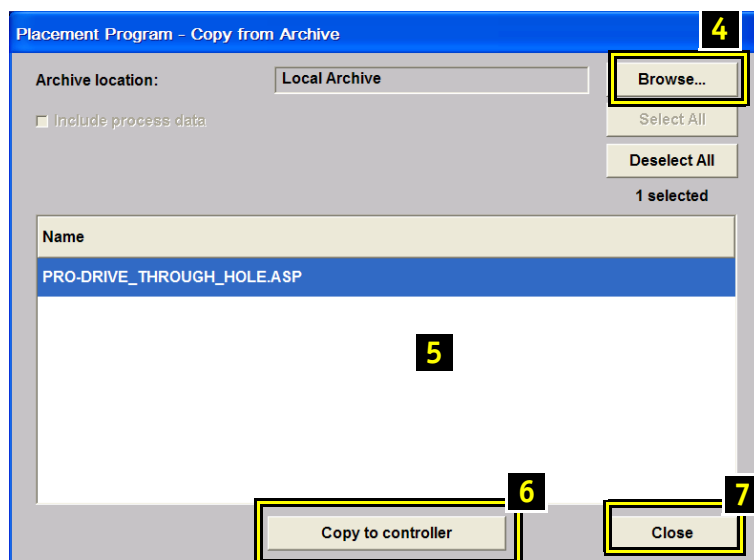 Placement Program - Copy from Archive
4
Archive location:
Local Archive
Browse...
Include process data
Select All
Deselect All
1 selected
Name
PRO-DRIVE_THROUGH_HOLE.ASP
5
6
7
Copy to controller
Close